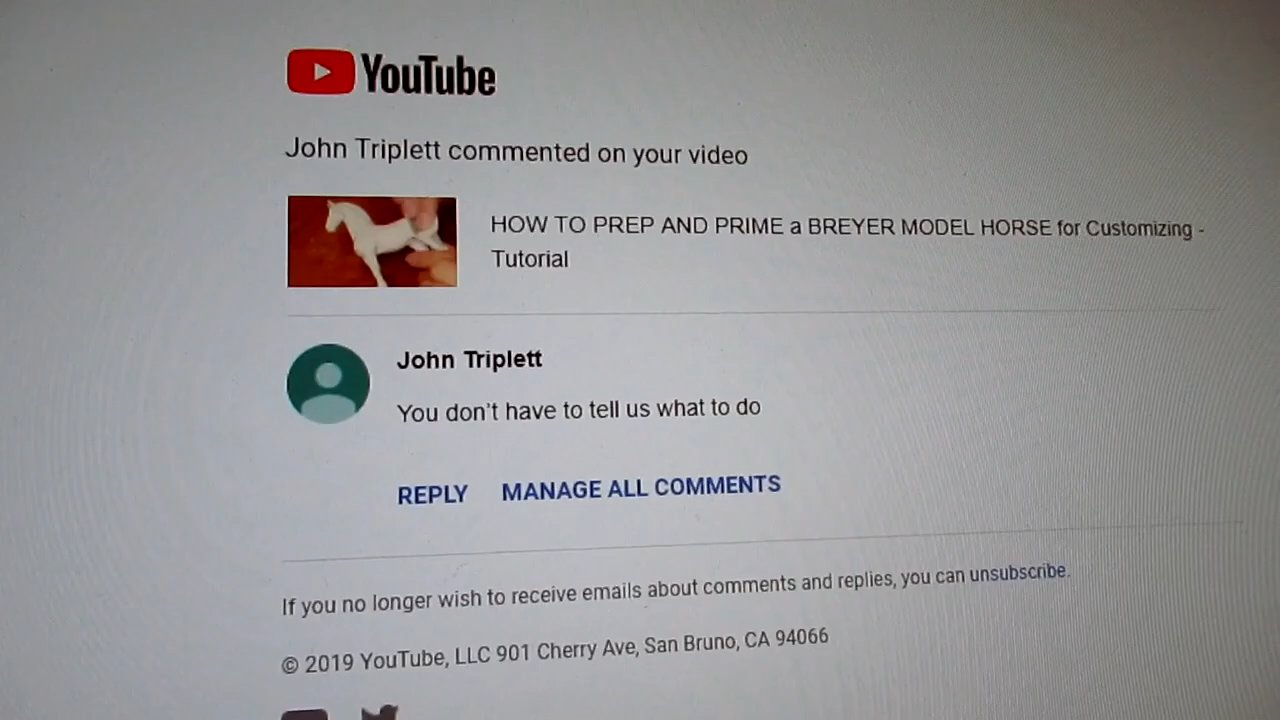 YouTube
John Triplett commented on your video
HOW TO PREP AND PRIME a BREYER MODEL HORSE for Customizing -
Tutorial
John Triplett
You don't have to tell us what to do
REPLY MANAGE ALL COMMENTS
If you no longer wish to receive emails about comments and replies, you can unsubscribe.
© 2019 YouTube, LLC 901 Cherry Ave, San Bruno, CA 94066